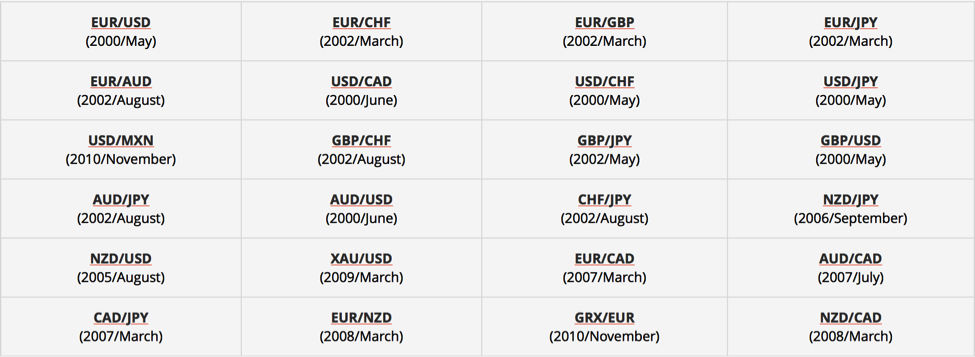 EUR/USD
(2000/May)
EUR/CHF
(2002/March)
EUR/GBP
(2002/March)
EUR/JPY
(2002/March)
EUR/AUD
(2002/August)
USD/CAD
(2000/June)
USD/CHF
(2000/May)
USD/JPY
(2000/May)
USD/MXN
(2010/November)
GBP/CHF
(2002/August)
GBP/JPY
(2002/May)
GBP/USD
(2000/May)
AUD/JPY
(2002/August)
AUD/USD
(2000/June)
CHF/JPY
(2002/August)
NZD/JPY
(2006/September)
NZD/USD
(2005/August)
XAU/USD
(2009/March)
EUR/CAD
(2007/March)
AUD/CAD
(2007/July)
CAD/JPY
(2007/March)
EUR/NZD
(2008/March)
GRX/EUR
(2010/November)
NZD/CAD
(2008/March)